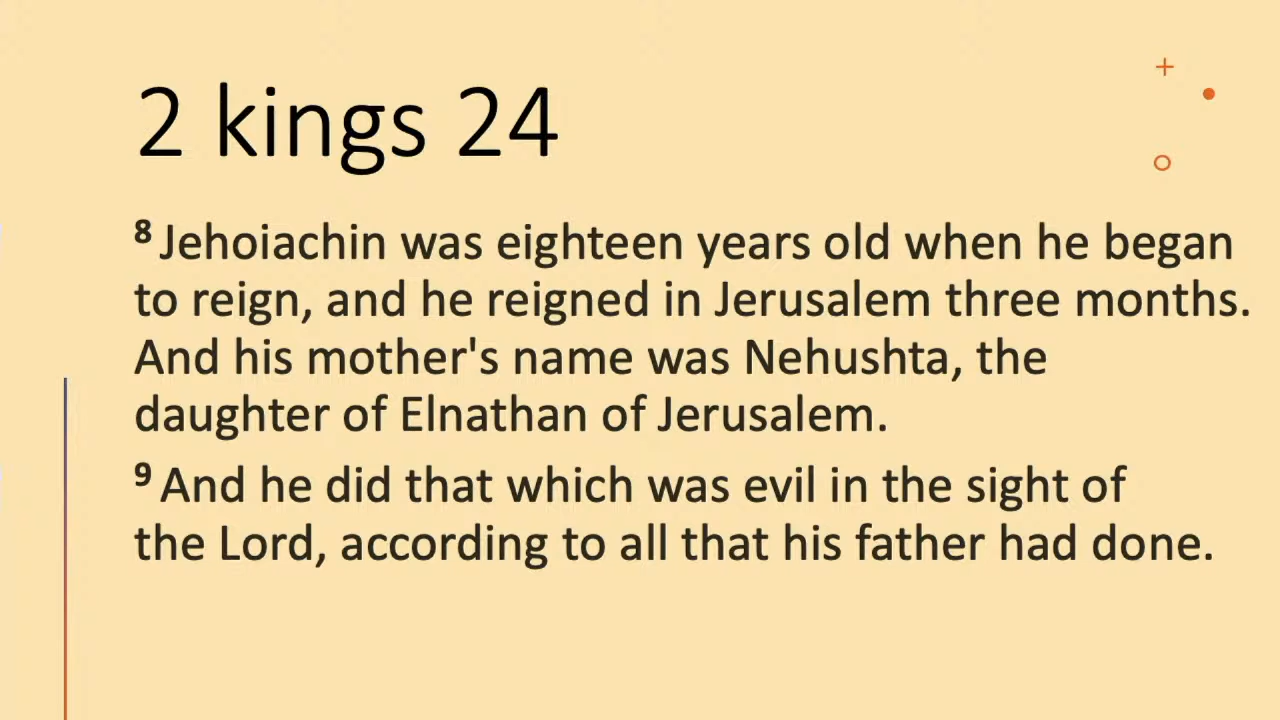 2 kings 24
8 Jehoiachin was eighteen years old when he began
to reign, and he reigned in Jerusalem three months.
And his mother's name was Nehushta, the
daughter of Elnathan of Jerusalem.
9 And he did that which was evil in the sight of
the Lord, according to all that his father had done.